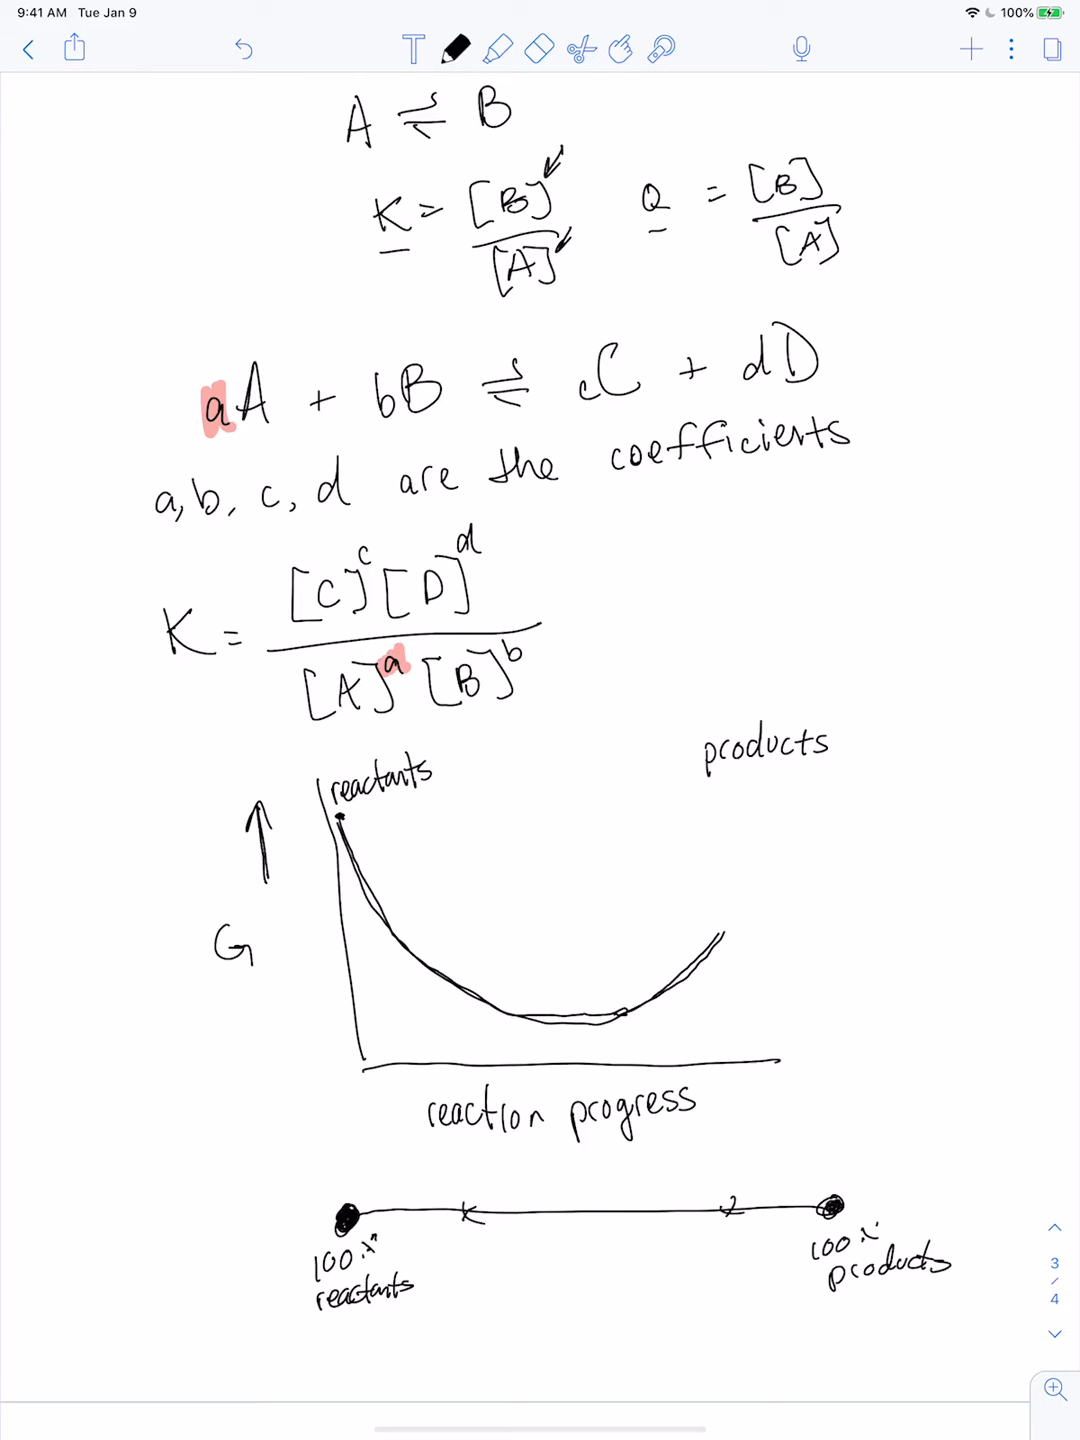 9:41 AM Tue Jan 9
100%
T
A ⇌ B
K = [B] / [A]
Q = [B] / [A]
aA + bB ⇌ cC + dD
a, b, c, d are the coefficients
K = [C]^c [D]^d / [A]^a [B]^b
reactants
products
G
reaction progress
100% reactants
100% products
3
/
4